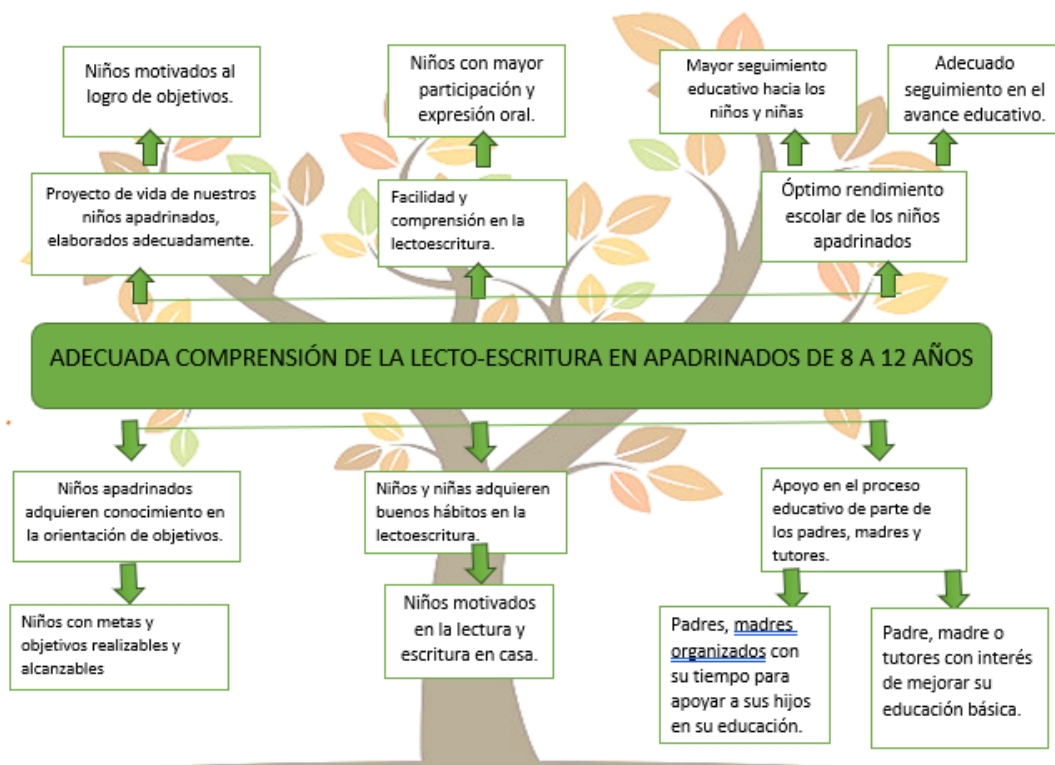 Niños motivados al
logro de objetivos.
Niños con mayor
participación y
expresión oral.
Mayor seguimiento
educativo hacia los
niños y niñas
Adecuado
seguimiento en el
avance educativo.
Proyecto de vida de nuestros
niños apadrinados,
elaborados adecuadamente.
Facilidad y
comprensión en la
lectoescritura.
Óptimo rendimiento
escolar de los niños
apadrinados
ADECUADA COMPRENSIÓN DE LA LECTO-ESCRITURA EN APADRINADOS DE 8 A 12 AÑOS
Niños apadrinados
adquieren conocimiento en
la orientación de objetivos.
Niños y niñas adquieren
buenos hábitos en la
lectoescritura.
Apoyo en el proceso
educativo de parte de
los padres, madres y
tutores.
Niños con metas y
objetivos realizables y
alcanzables
Niños motivados
en la lectura y
escritura en casa.
Padres, madres
organizados con
su tiempo para
apoyar a sus hijos
en su educación.
Padre, madre o
tutores con interés
de mejorar su
educación básica.